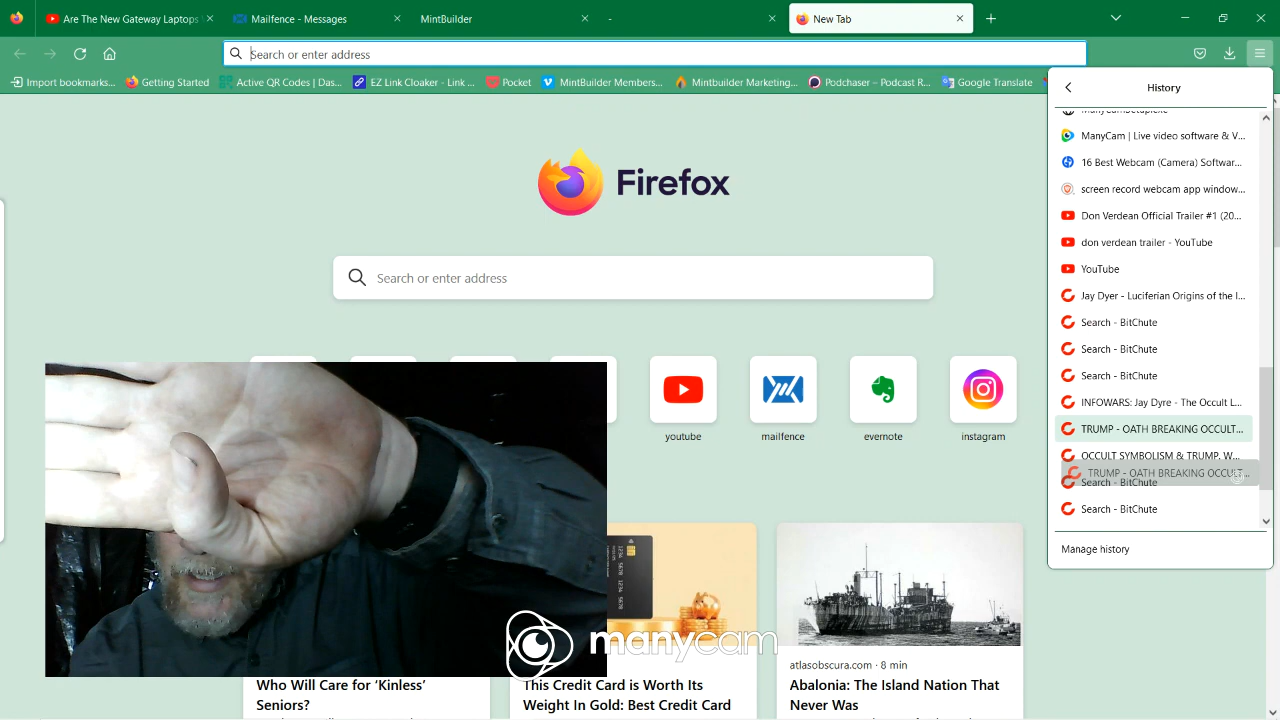 Are The New Gateway Laptops
Mailfence - Messages
MintBuilder
-
New Tab
Search or enter address
Import bookmarks...
Getting Started
Active QR Codes | Das...
EZ Link Cloaker - Link ...
Pocket
MintBuilder Members...
Mintbuilder Marketing...
Podchaser – Podcast R...
Google Translate
History
ManyCamSetup.exe
ManyCam | Live video software & V...
16 Best Webcam (Camera) Softwar...
screen record webcam app window...
Don Verdean Official Trailer #1 (20...
don verdean trailer - YouTube
YouTube
Jay Dyer - Luciferian Origins of the I...
Search - BitChute
Search - BitChute
Search - BitChute
INFOWARS: Jay Dyre - The Occult L...
TRUMP - OATH BREAKING OCCULT...
OCCULT SYMBOLISM & TRUMP. W...
TRUMP - OATH BREAKING OCCULT...
Search - BitChute
Search - BitChute
Manage history
Firefox
Search or enter address
youtube
mailfence
evernote
instagram
manycam
Who Will Care for ‘Kinless’
Seniors?
This Credit Card is Worth Its
Weight In Gold: Best Credit Card
atlasobscura.com · 8 min
Abalonia: The Island Nation That
Never Was